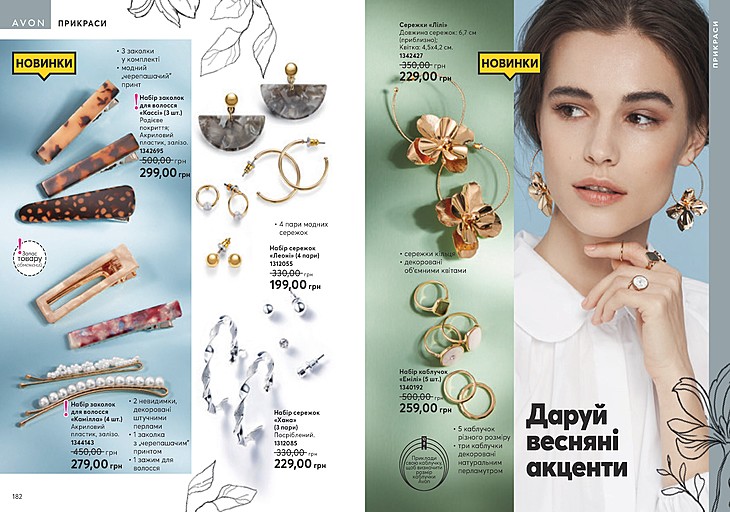 AVON
ПРИКРАСИ
НОВИНКИ
• 3 заколки
у комплекті
• модний
„черепашачий"
принт
! Набір заколок
для волосся
«Кассі» (3 шт.)
Родієве
покриття;
Акриловий
пластик, залізо.
1342695
500,00 грн
299,00 грн
! Запас
товару
обмежений
! Набір заколок
для волосся
«Камілла» (4 шт.)
Акриловий
пластик, залізо.
1344143
450,00 грн
279,00 грн
• 2 невидимки,
декоровані
штучними
перлами
• 1 заколка
з „черепашачим"
принтом
• 1 зажим для
волосся
• 4 пари модних
сережок
Набір сережок
«Леоні» (4 пари)
1312055
330,00 грн
199,00 грн
Набір сережок
«Хана»
(3 пари)
Посріблений.
1312085
330,00 грн
229,00 грн
182
Сережки «Лілі»
Довжина сережок: 6,7 см
(приблизно);
Квітка: 4,5x4,2 см.
1342427
350,00 грн
229,00 грн
НОВИНКИ
• сережки кільця
• декоровані
об'ємними квітами
Набір каблучок
«Емілі» (5 шт.)
1340192
500,00 грн
259,00 грн
• 5 каблучок
різного розміру
• три каблучки
декоровані
натуральним
перламутром
Приклади
свою каблучку,
щоб визначити
розмір
каблучки
Avon
Даруй
весняні
акценти
ПРИКРАСИ